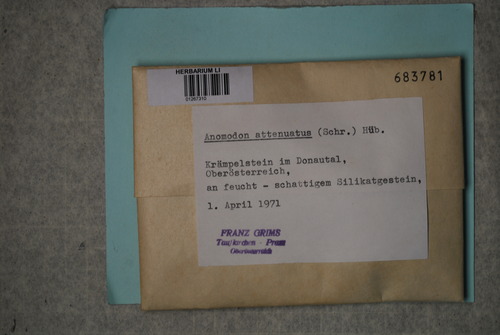 HERBARIUM LI
683781
Anomodon attenuatus (Schr.) Hüb.
Krämpelstein im Donautal,
Oberösterreich,
an feucht - schattigem Silikatgestein,
1. April 1971
FRANZ GRIMS
Taufkirchen - Pram
Oberösterreich